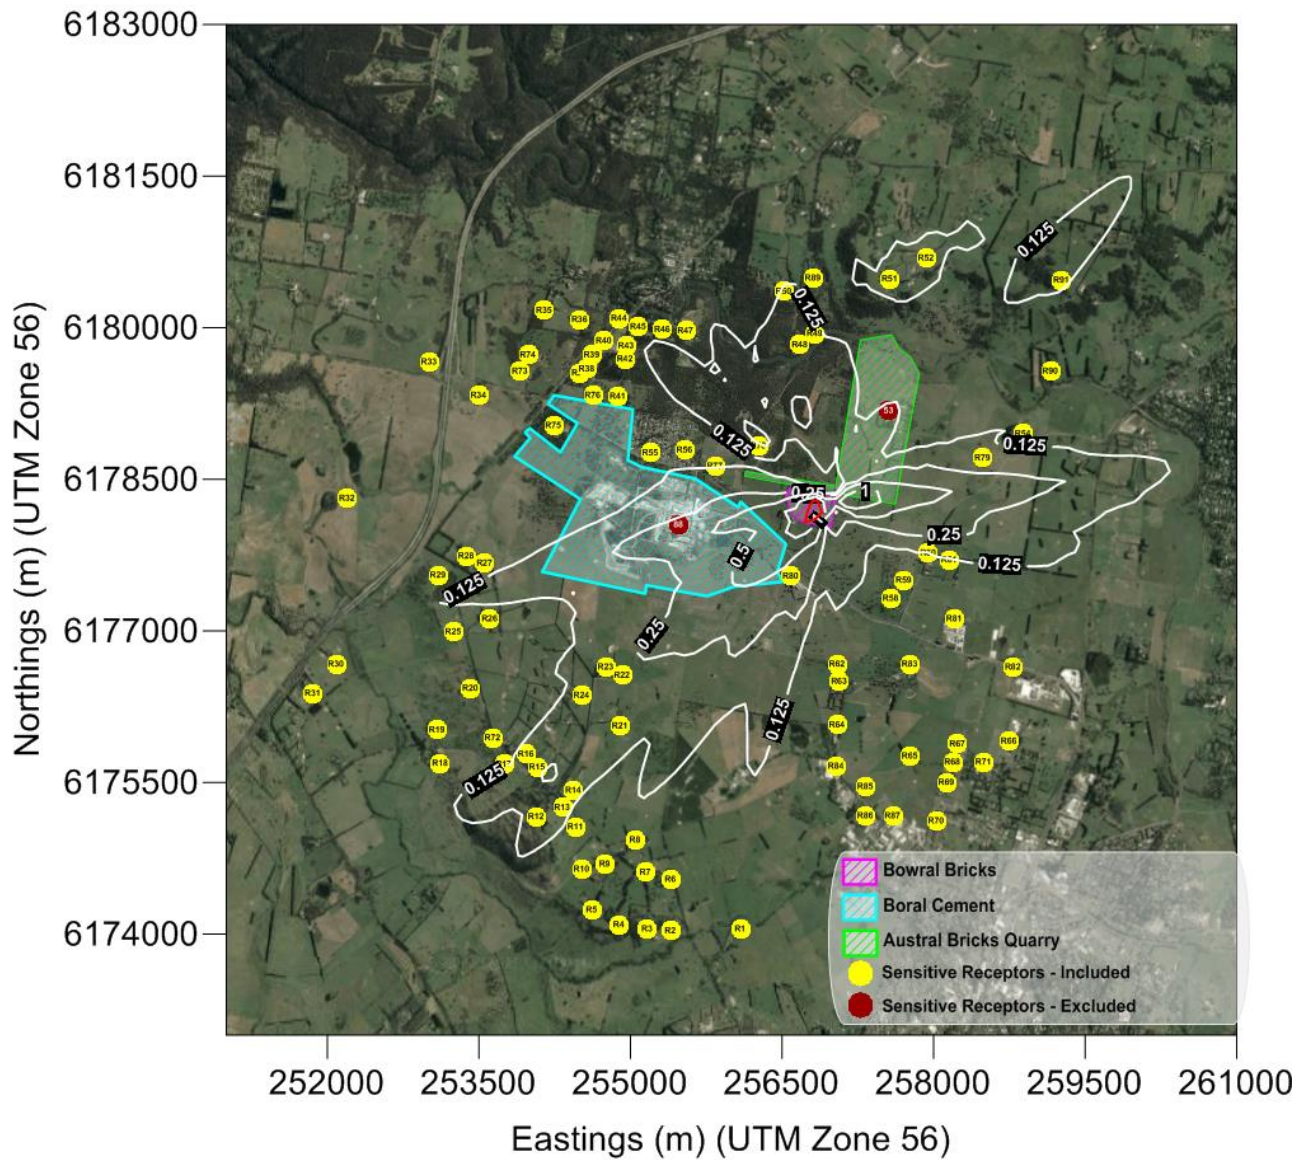 6183000
6181500
6180000
6178500
6177000
6175500
6174000
Northings (m) (UTM Zone 56)
252000
253500
255000
256500
258000
259500
261000
Eastings (m) (UTM Zone 56)
0.125
R52
R51
R91
R89
0.125
R35
R36
R44
R45
R46
R47
R40
R43
R48
R33
R74
R39
R42
R73
R38
R90
R34
R76
R41
53
R75
0.125
R54
0.125
R55
R56
R77
R79
R32
0.25
1
88
0.25
0.5
R28
R27
0.125
R29
R80
R59
0.125
R58
R26
R25
0.25
R81
R30
R23
R22
R62
R83
R82
R31
R20
R24
R63
R19
R21
0.125
R64
R72
R67
R66
R18
R16
R15
R84
R65
R68
R71
0.125
R14
R85
R69
R13
R12
R11
R86
R87
R70
R8
R10
R9
R7
R6
R5
R4
R3
R2
R1
Bowral Bricks
Boral Cement
Austral Bricks Quarry
Sensitive Receptors - Included
Sensitive Receptors - Excluded